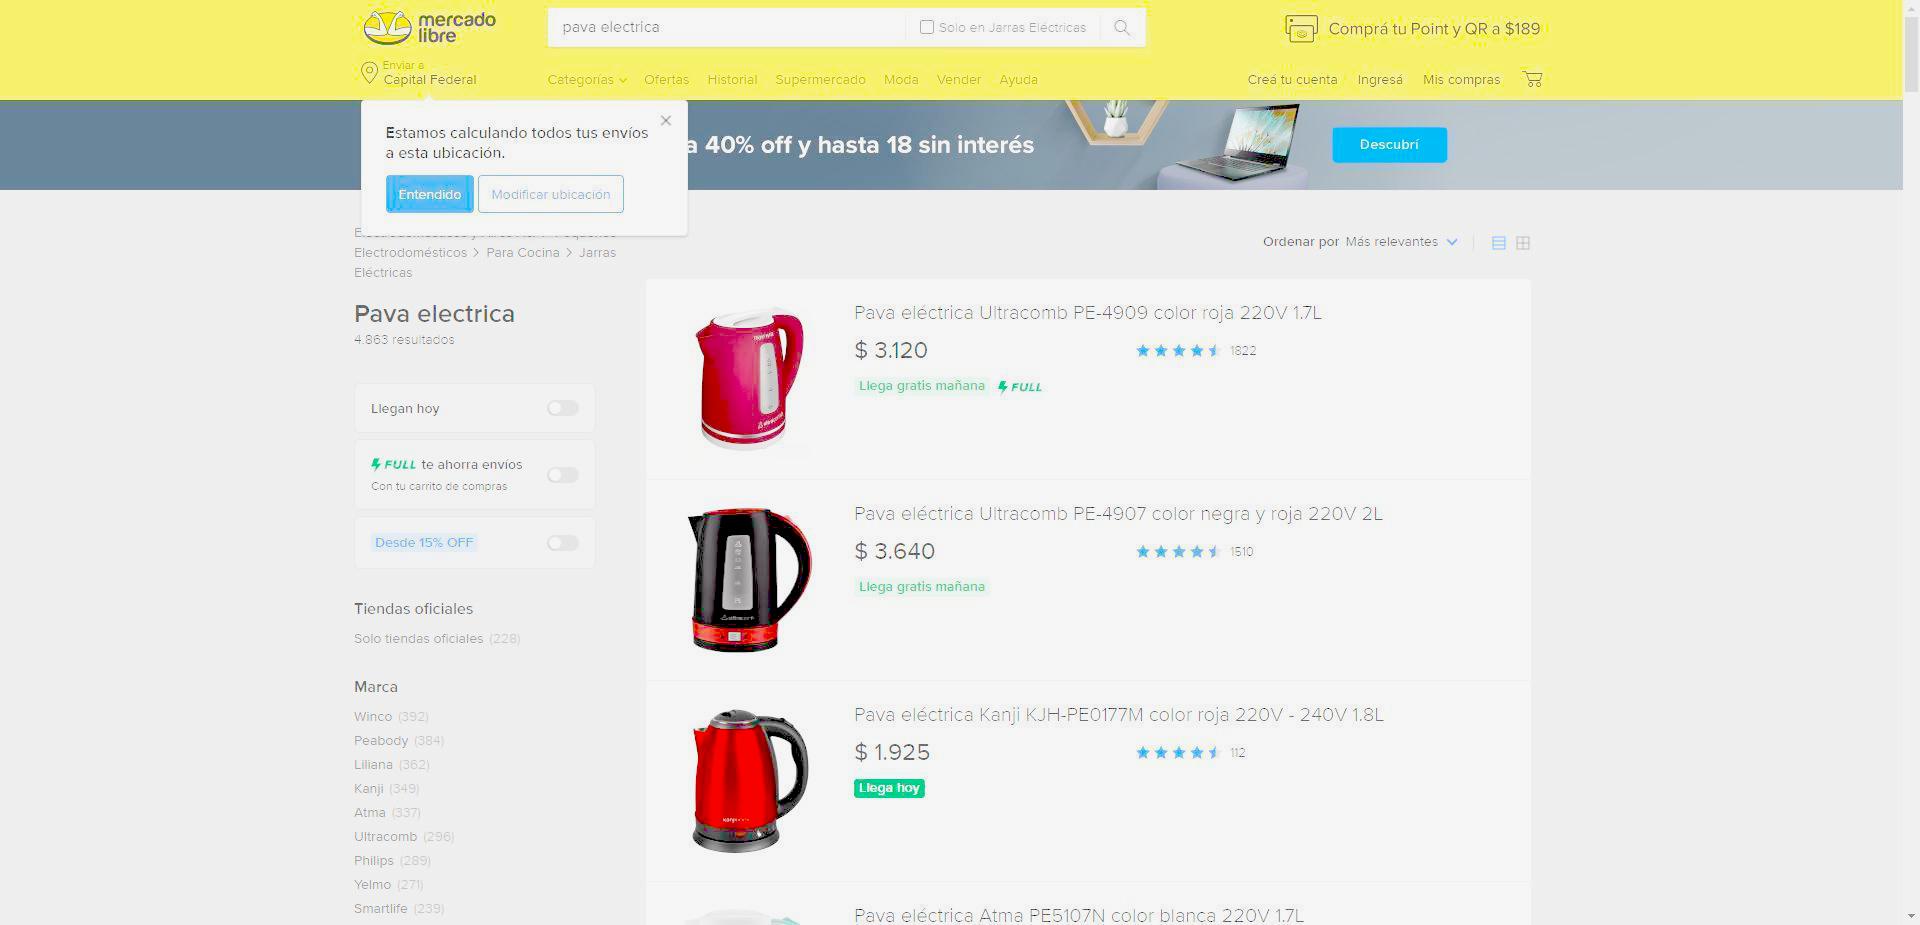 mercado
libre
pava electrica
Solo en Jarras Eléctricas
Comprá tu Point y QR a $189
Enviar a
Capital Federal
Categorías
Ofertas
Historial
Supermercado
Moda
Vender
Ayuda
Creá tu cuenta
Ingresá
Mis compras
Estamos calculando todos tus envíos
a esta ubicación.
Entendido
Modificar ubicación
a 40% off y hasta 18 sin interés
Descubrí
Electrodomésticos > Para Cocina > Jarras
Eléctricas
Ordenar por Más relevantes
Pava electrica
4.863 resultados
Llegan hoy
FULL te ahorra envíos
Con tu carrito de compras
Desde 15% OFF
Tiendas oficiales
Solo tiendas oficiales (228)
Marca
Winco (392)
Peabody (384)
Liliana (362)
Kanji (349)
Atma (337)
Ultracomb (296)
Philips (289)
Yelmo (271)
Smartlife (239)
Pava eléctrica Ultracomb PE-4909 color roja 220V 1.7L
$ 3.120
1822
Llega gratis mañana FULL
Pava eléctrica Ultracomb PE-4907 color negra y roja 220V 2L
$ 3.640
1510
Llega gratis mañana
Pava eléctrica Kanji KJH-PE0177M color roja 220V - 240V 1.8L
$ 1.925
112
Llega hoy
Pava eléctrica Atma PE5107N color blanca 220V 1.7L